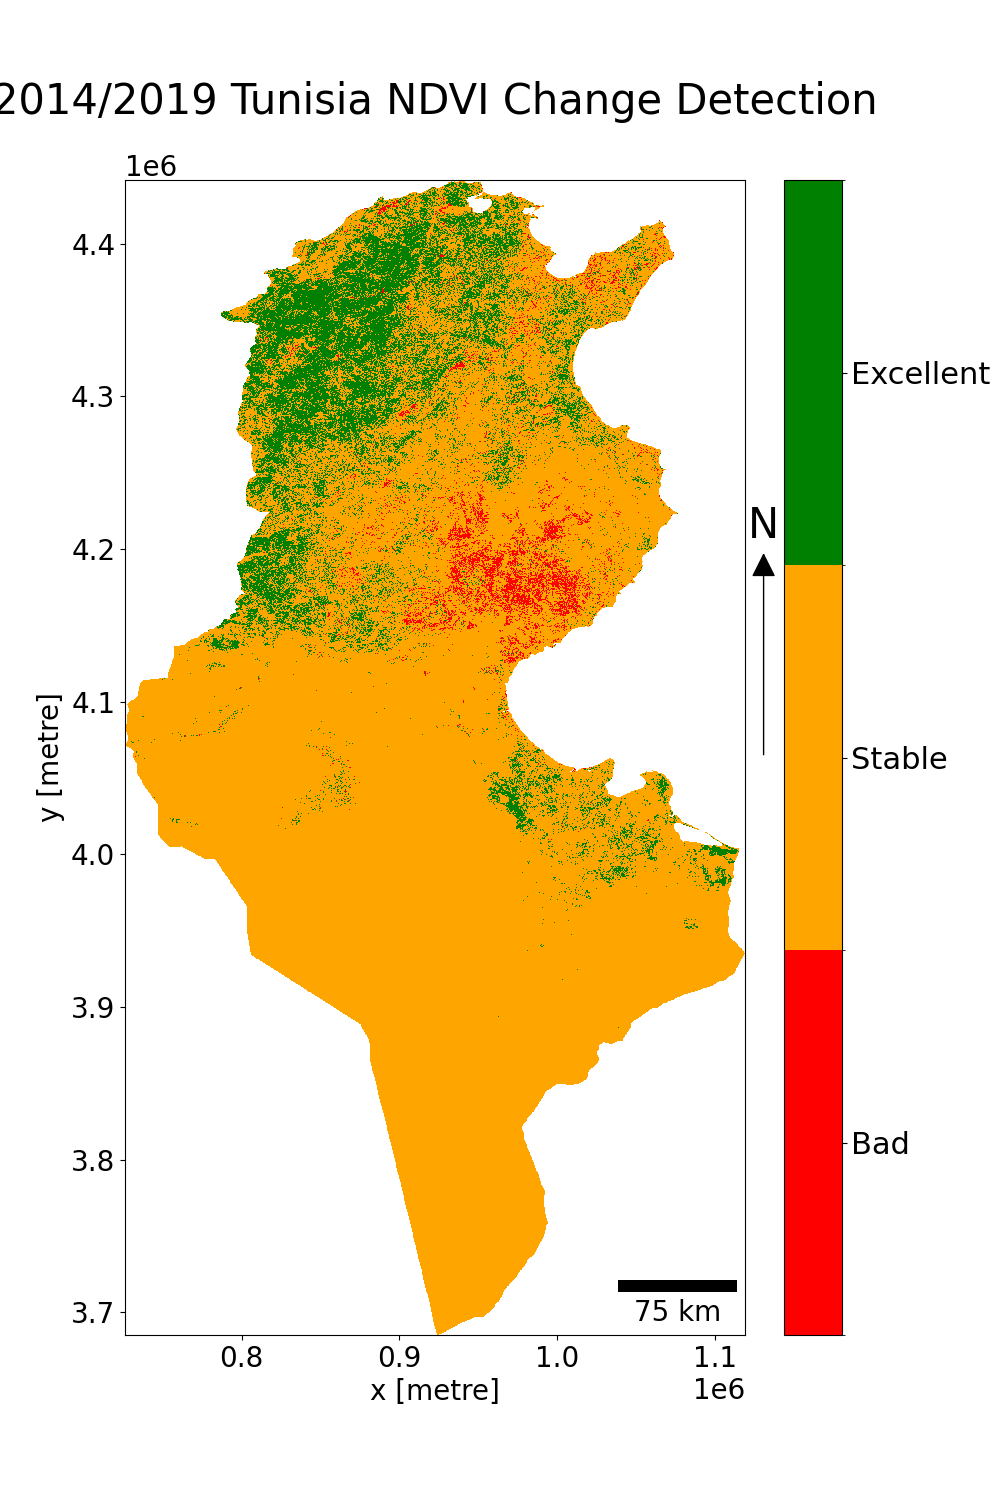 2014/2019 Tunisia NDVI Change Detection
1e6
4.4
4.3
4.2
4.1
4.0
3.9
3.8
3.7
y [metre]
0.8 0.9 1.0 1.1
x [metre]
1e6
75 km
N
Excellent
Stable
Bad